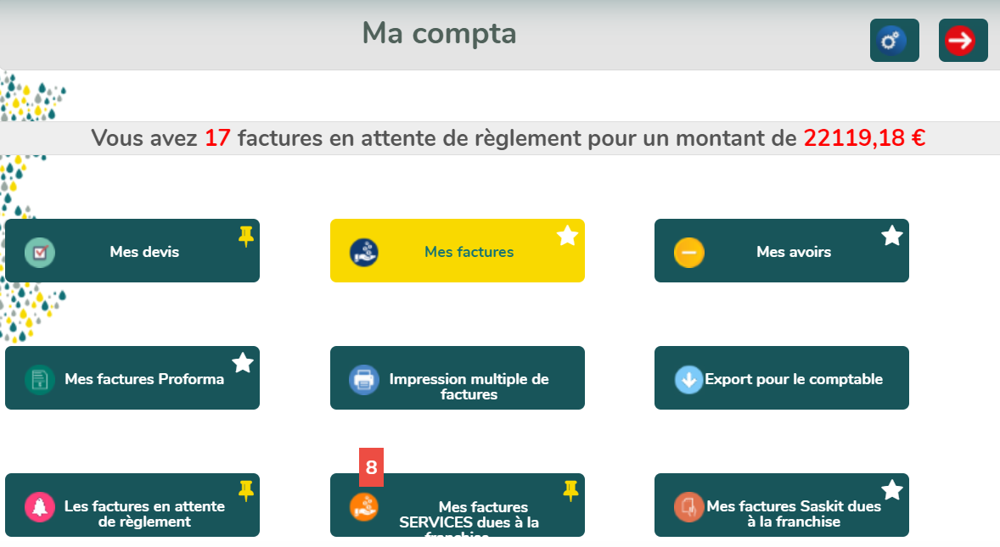 Ma compta
Vous avez 17 factures en attente de règlement pour un montant de 22119,18 €
Mes devis
Mes factures
Mes avoirs
Mes factures Proforma
Impression multiple de
factures
Export pour le comptable
8
Les factures en attente
de règlement
Mes factures
SERVICES dues à la
franchise
Mes factures Saskit dues
à la franchise